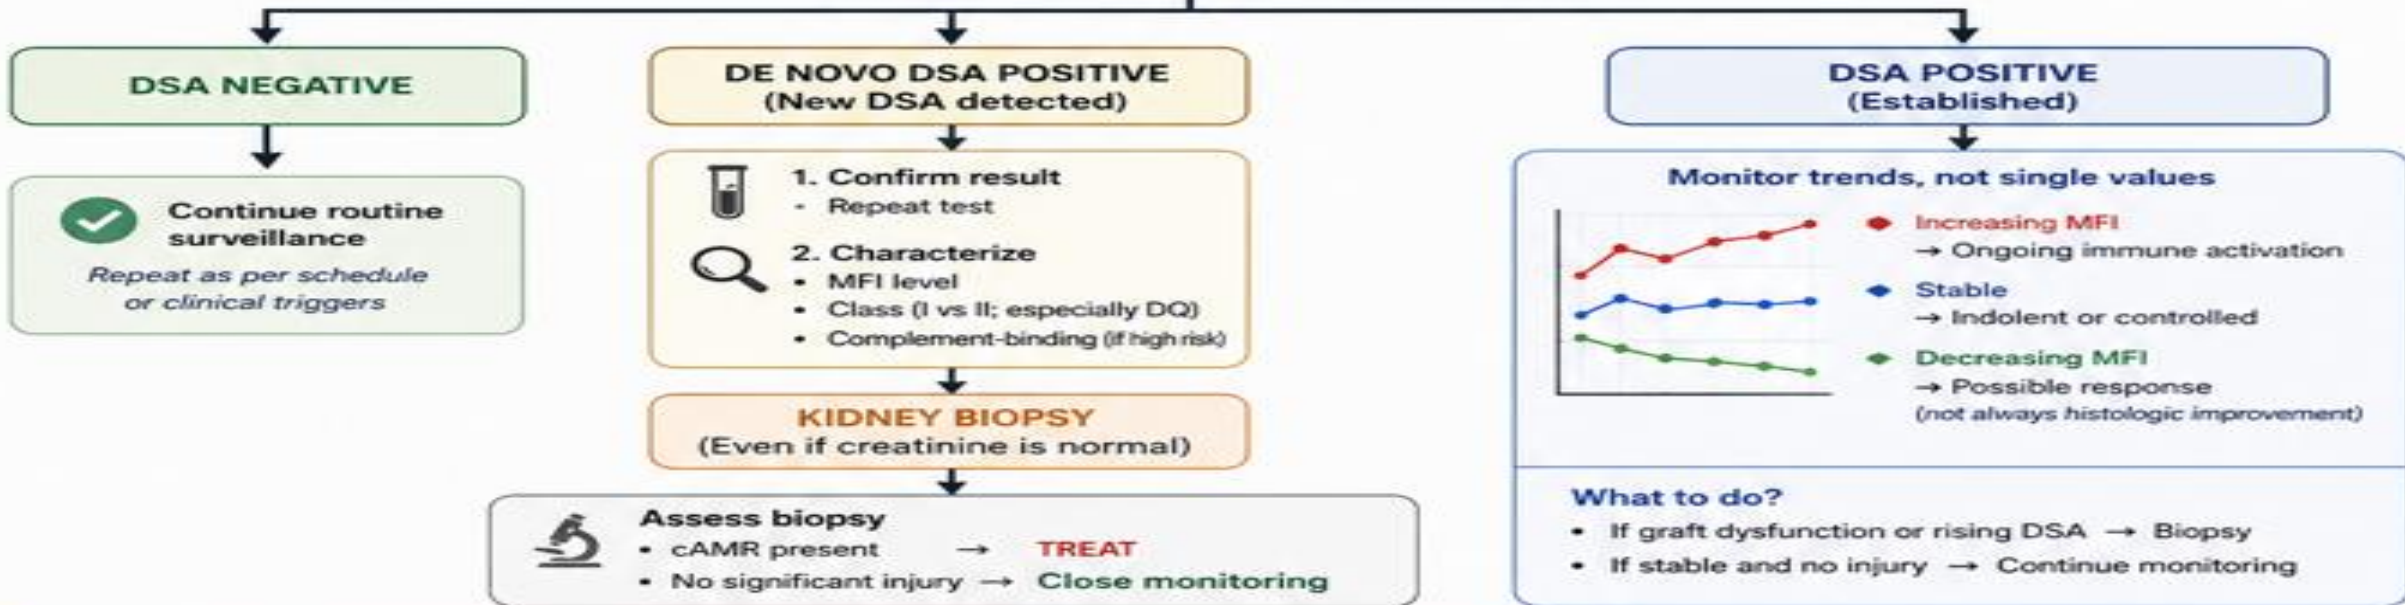 DSA NEGATIVE
Continue routine
surveillance
Repeat as per schedule
or clinical triggers
DE NOVO DSA POSITIVE
(New DSA detected)
1. Confirm result
- Repeat test
2. Characterize
• MFI level
• Class (I vs II; especially DQ)
• Complement-binding (if high risk)
KIDNEY BIOPSY
(Even if creatinine is normal)
Assess biopsy
• cAMR present → TREAT
• No significant injury → Close monitoring
DSA POSITIVE
(Established)
Monitor trends, not single values
Increasing MFI
→ Ongoing immune activation
Stable
→ Indolent or controlled
Decreasing MFI
→ Possible response
(not always histologic improvement)
What to do?
• If graft dysfunction or rising DSA → Biopsy
• If stable and no injury → Continue monitoring